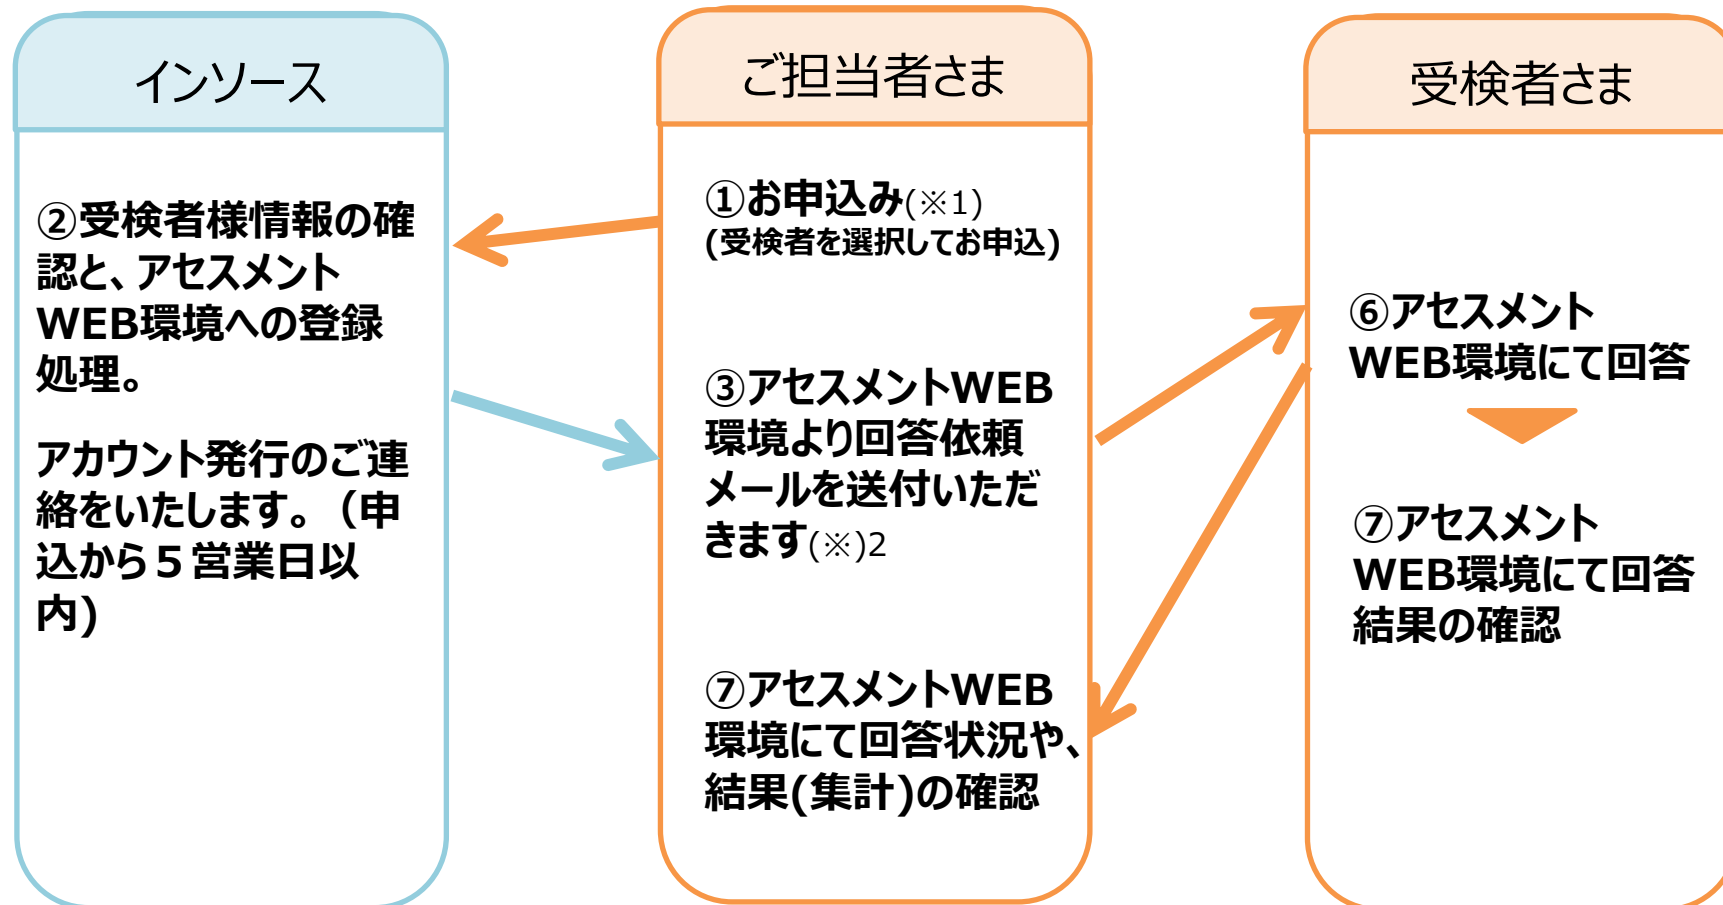 インソース
②受検者様情報の確
認と、アセスメント
WEB環境への登録
処理。
アカウント発行のご連
絡をいたします。（申
込から５営業日以
内)
ご担当者さま
①お申込み(※1)
(受検者を選択してお申込)
③アセスメントWEB
環境より回答依頼
メールを送付いただ
きます(※)2
⑦アセスメントWEB
環境にて回答状況や、
結果(集計)の確認
受検者さま
⑥アセスメント
WEB環境にて回答
⑦アセスメント
WEB環境にて回答
結果の確認